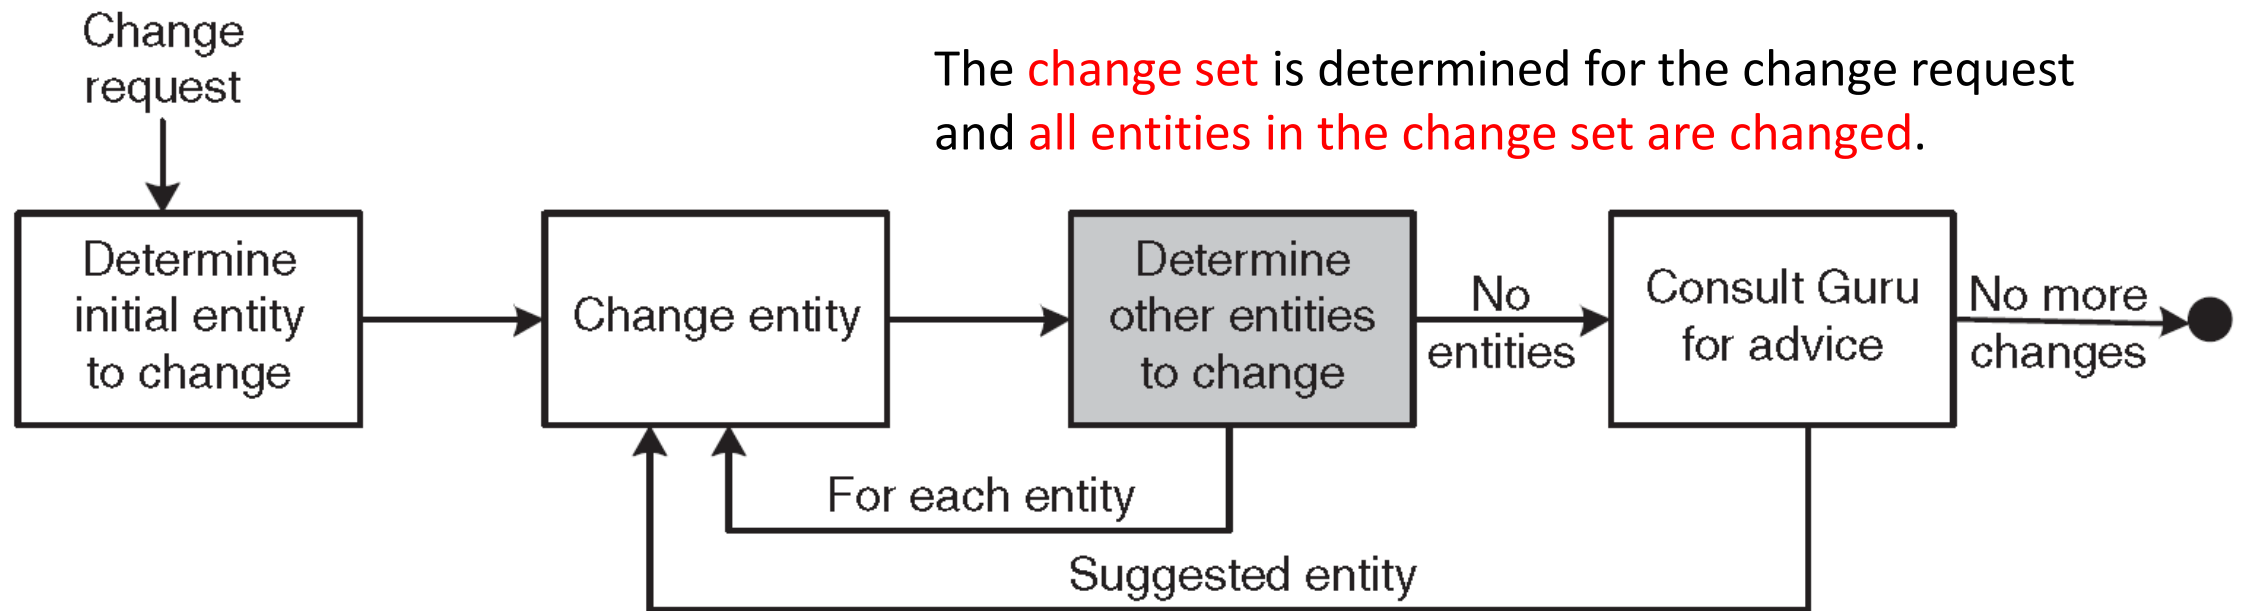 Change
request
The change set is determined for the change request
and all entities in the change set are changed.
Determine
initial entity
to change
Change entity
Determine
other entities
to change
No
entities
Consult Guru
for advice
No more
changes
For each entity
Suggested entity